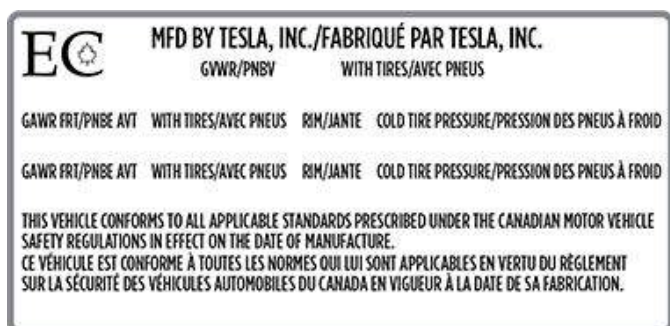 EC MFD BY TESLA, INC./FABRIQUÉ PAR TESLA, INC.
GVWR/PNBV WITH TIRES/AVEC PNEUS
GAWR FRT/PNBE AVT WITH TIRES/AVEC PNEUS RIM/JANTE COLD TIRE PRESSURE/PRESSION DES PNEUS À FROID
GAWR FRT/PNBE AVT WITH TIRES/AVEC PNEUS RIM/JANTE COLD TIRE PRESSURE/PRESSION DES PNEUS À FROID
THIS VEHICLE CONFORMS TO ALL APPLICABLE STANDARDS PRESCRIBED UNDER THE CANADIAN MOTOR VEHICLE
SAFETY REGULATIONS IN EFFECT ON THE DATE OF MANUFACTURE.
CE VÉHICULE EST CONFORME À TOUTES LES NORMES QUI LUI SONT APPLICABLES EN VERTU DU RÈGLEMENT
SUR LA SÉCURITÉ DES VÉHICULES AUTOMOBILES DU CANADA EN VIGUEUR À LA DATE DE SA FABRICATION.